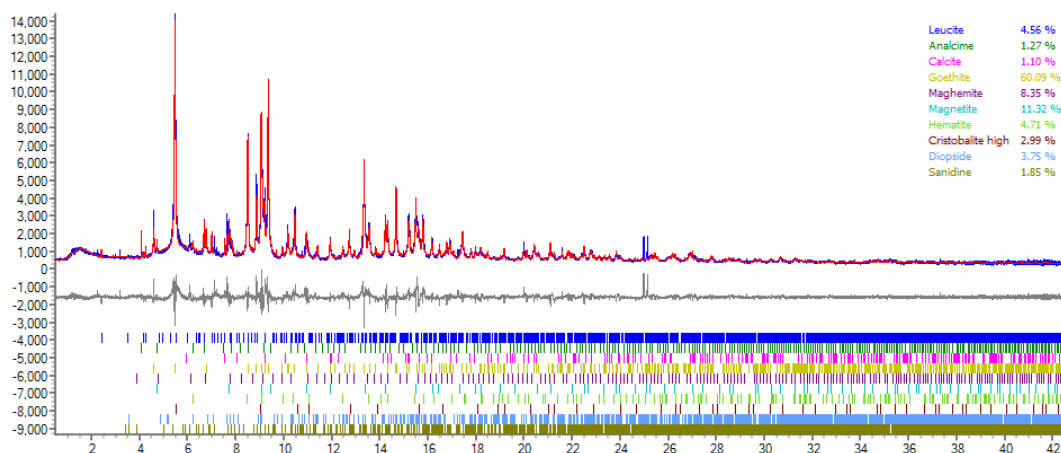 14,000
13,000
12,000
11,000
10,000
9,000
8,000
7,000
6,000
5,000
4,000
3,000
2,000
1,000
0
-1,000
-2,000
-3,000
-4,000
-5,000
-6,000
-7,000
-8,000
-9,000
Leucite 4.56 %
Analcime 1.27 %
Calcite 1.10 %
Goethite 60.09 %
Maghemite 8.35 %
Magnetite 11.32 %
Hematite 4.71 %
Cristobalite high 2.99 %
Diopside 3.75 %
Sanidine 1.85 %
2 4 6 8 10 12 14 16 18 20 22 24 26 28 30 32 34 36 38 40 42